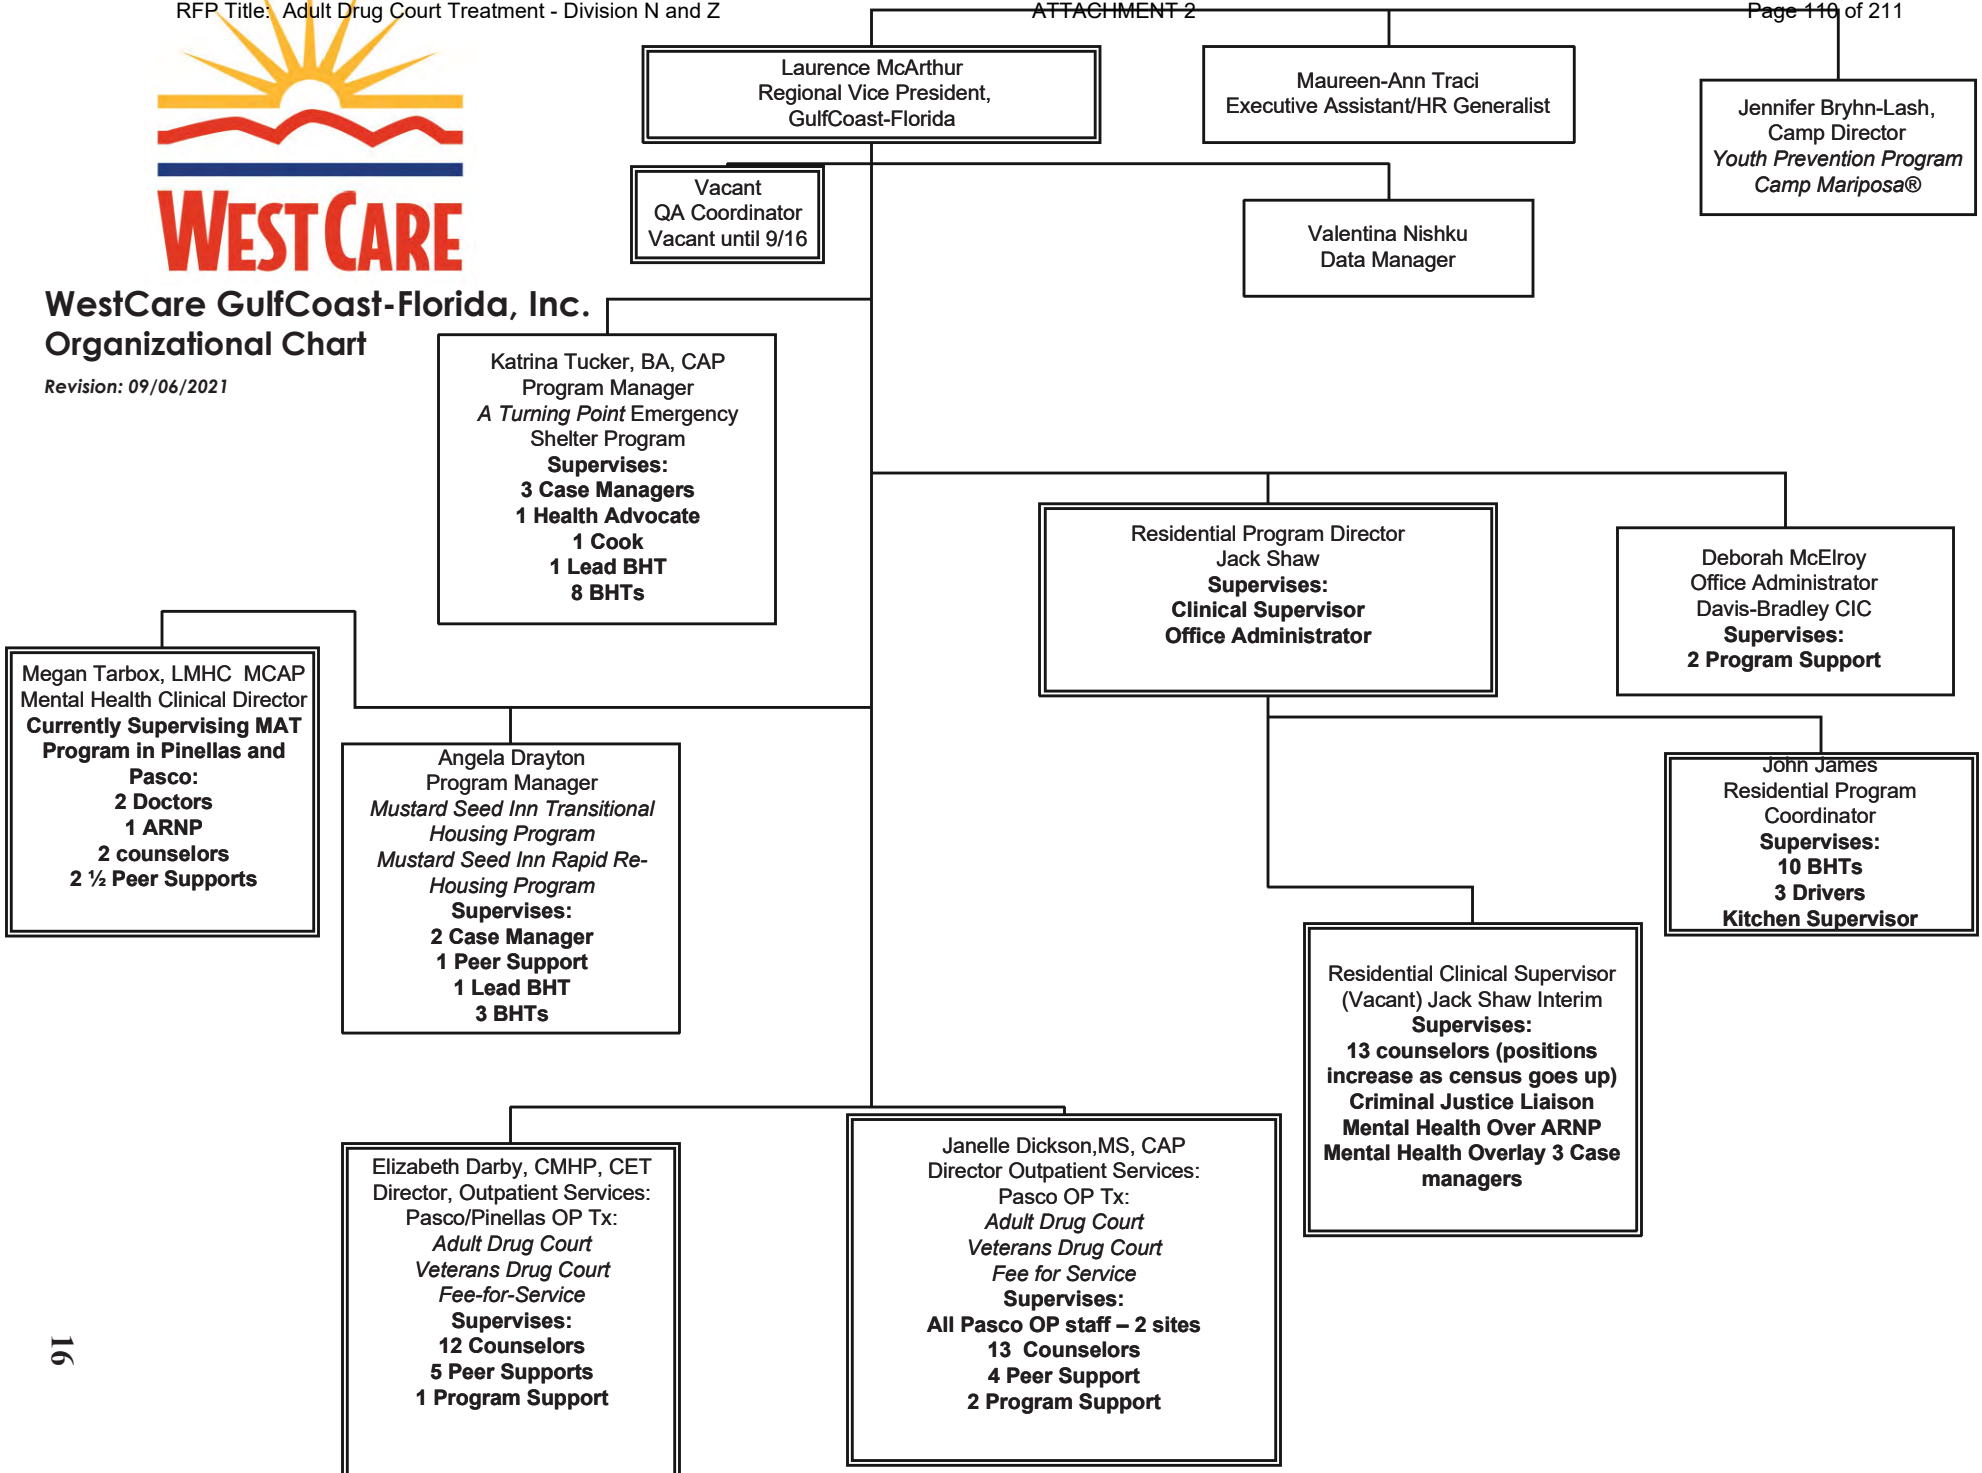 RFP Title: Adult Drug Court Treatment - Division N and Z
ATTACHMENT 2
Page 110 of 211
WESTCARE
WestCare GulfCoast-Florida, Inc.
Organizational Chart
Revision: 09/06/2021
Laurence McArthur
Regional Vice President,
GulfCoast-Florida
Maureen-Ann Traci
Executive Assistant/HR Generalist
Jennifer Bryhn-Lash,
Camp Director
Youth Prevention Program
Camp Mariposa®
Vacant
QA Coordinator
Vacant until 9/16
Valentina Nishku
Data Manager
Katrina Tucker, BA, CAP
Program Manager
A Turning Point Emergency
Shelter Program
Supervises:
3 Case Managers
1 Health Advocate
1 Cook
1 Lead BHT
8 BHTs
Residential Program Director
Jack Shaw
Supervises:
Clinical Supervisor
Office Administrator
Deborah McElroy
Office Administrator
Davis-Bradley CIC
Supervises:
2 Program Support
Megan Tarbox, LMHC  MCAP
Mental Health Clinical Director
Currently Supervising MAT
Program in Pinellas and
Pasco:
2 Doctors
1 ARNP
2 counselors
2 ½ Peer Supports
Angela Drayton
Program Manager
Mustard Seed Inn Transitional
Housing Program
Mustard Seed Inn Rapid Re-
Housing Program
Supervises:
2 Case Manager
1 Peer Support
1 Lead BHT
3 BHTs
John James
Residential Program
Coordinator
Supervises:
10 BHTs
3 Drivers
Kitchen Supervisor
Residential Clinical Supervisor
(Vacant) Jack Shaw Interim
Supervises:
13 counselors (positions
increase as census goes up)
Criminal Justice Liaison
Mental Health Over ARNP
Mental Health Overlay 3 Case
managers
Elizabeth Darby, CMHP, CET
Director, Outpatient Services:
Pasco/Pinellas OP Tx:
Adult Drug Court
Veterans Drug Court
Fee-for-Service
Supervises:
12 Counselors
5 Peer Supports
1 Program Support
Janelle Dickson,MS, CAP
Director Outpatient Services:
Pasco OP Tx:
Adult Drug Court
Veterans Drug Court
Fee for Service
Supervises:
All Pasco OP staff – 2 sites
13  Counselors
4 Peer Support
2 Program Support
16